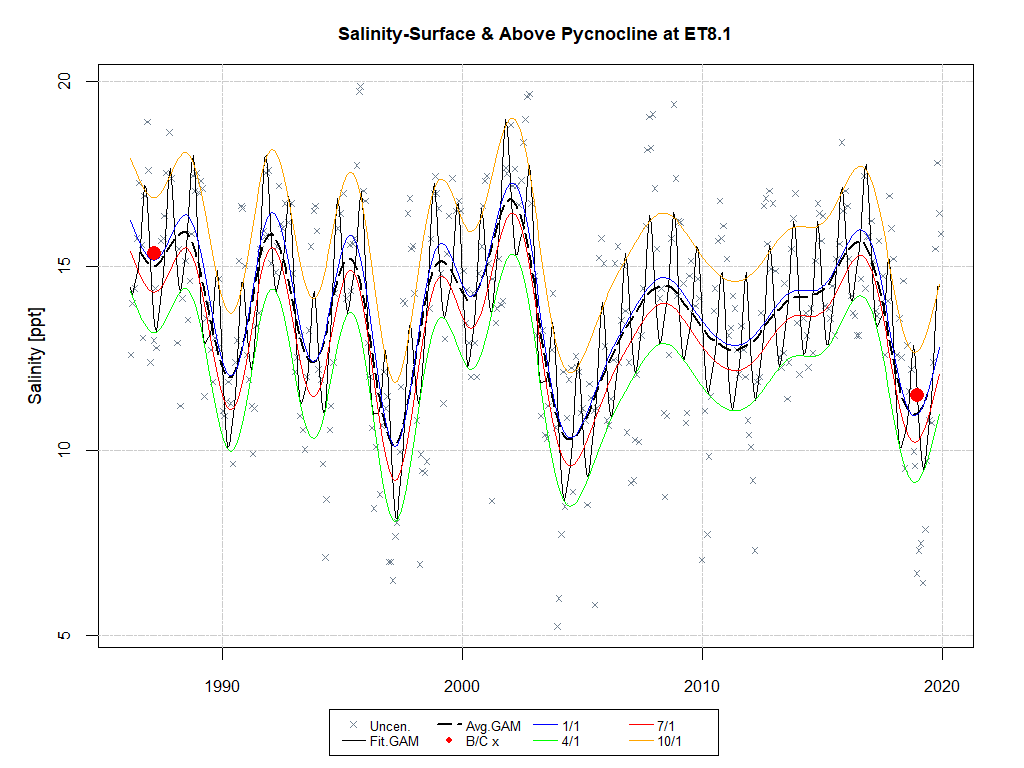 Salinity-Surface & Above Pycnocline at ET8.1
20
15
10
5
Salinity [ppt]
1990 2000 2010 2020
Uncen. Avg.GAM 1/1 7/1
Fit.GAM B/C x 4/1 10/1